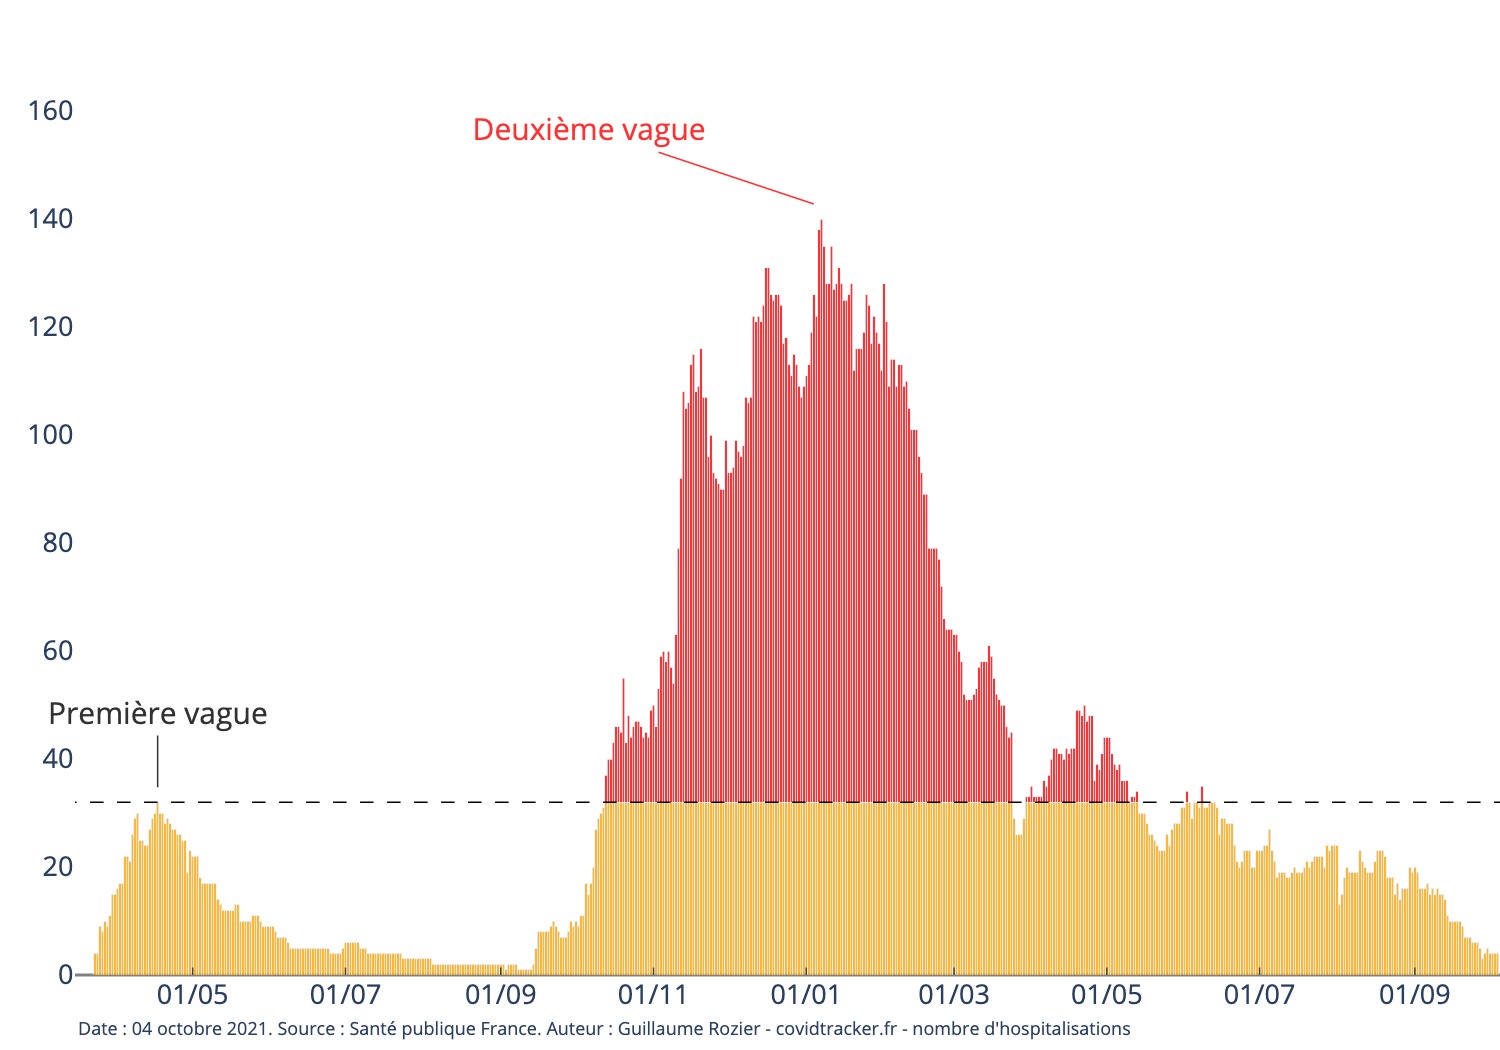 160
Deuxième vague
140
120
100
80
60
Première vague
40
20
0
01/05 01/07 01/09 01/11 01/01 01/03 01/05 01/07 01/09
Date : 04 octobre 2021. Source : Santé publique France. Auteur : Guillaume Rozier - covidtracker.fr - nombre d'hospitalisations